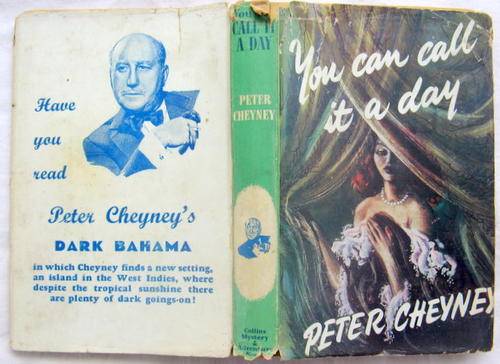 Have
you
read
Peter Cheyney's
DARK BAHAMA
in which Cheyney finds a new setting,
an island in the West Indies, where
despite the tropical sunshine there
are plenty of dark goings-on!
You
CALL IT
A DAY
PETER
CHEYNEY
Collins
Mystery
&
Adventure
You can call
it a day
PETER CHEYNEY